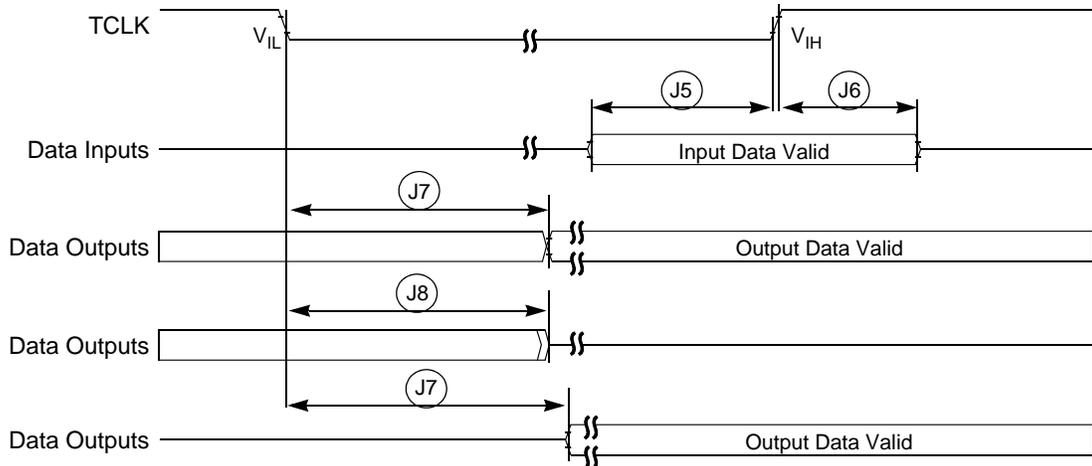 TCLK
VIL
VIH
J5
J6
Data Inputs
Input Data Valid
J7
Data Outputs
Output Data Valid
J8
Data Outputs
J7
Data Outputs
Output Data Valid